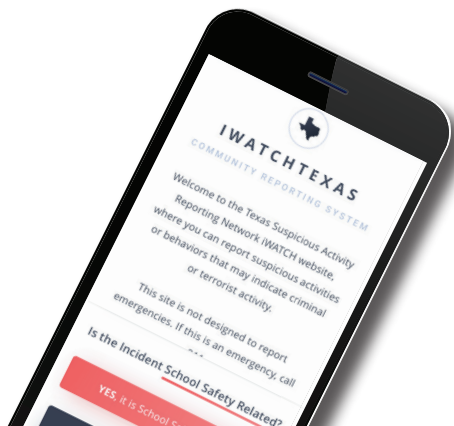 IWATCHTEXAS
COMMUNITY REPORTING SYSTEM
Welcome to the Texas Suspicious Activity
Reporting Network iWATCH website,
where you can report suspicious activities
or behaviors that may indicate criminal
or terrorist activity.
This site is not designed to report
emergencies. If this is an emergency, call
Is the Incident School Safety Related?
YES, it is School